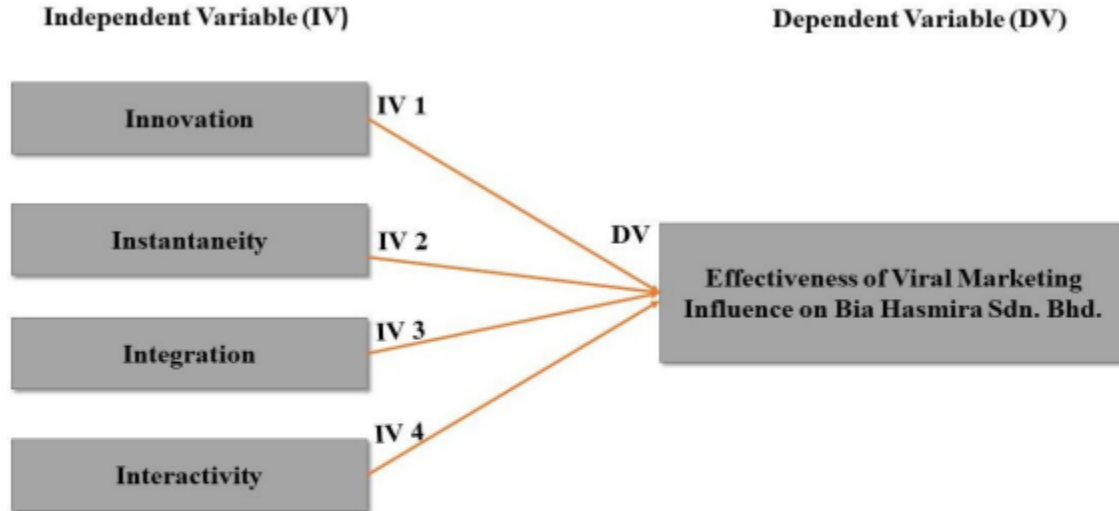 Independent Variable (IV)
Dependent Variable (DV)
Innovation
IV 1
Instantaneity
IV 2
DV
Effectiveness of Viral Marketing
Influence on Bia Hasmira Sdn. Bhd.
Integration
IV 3
Interactivity
IV 4